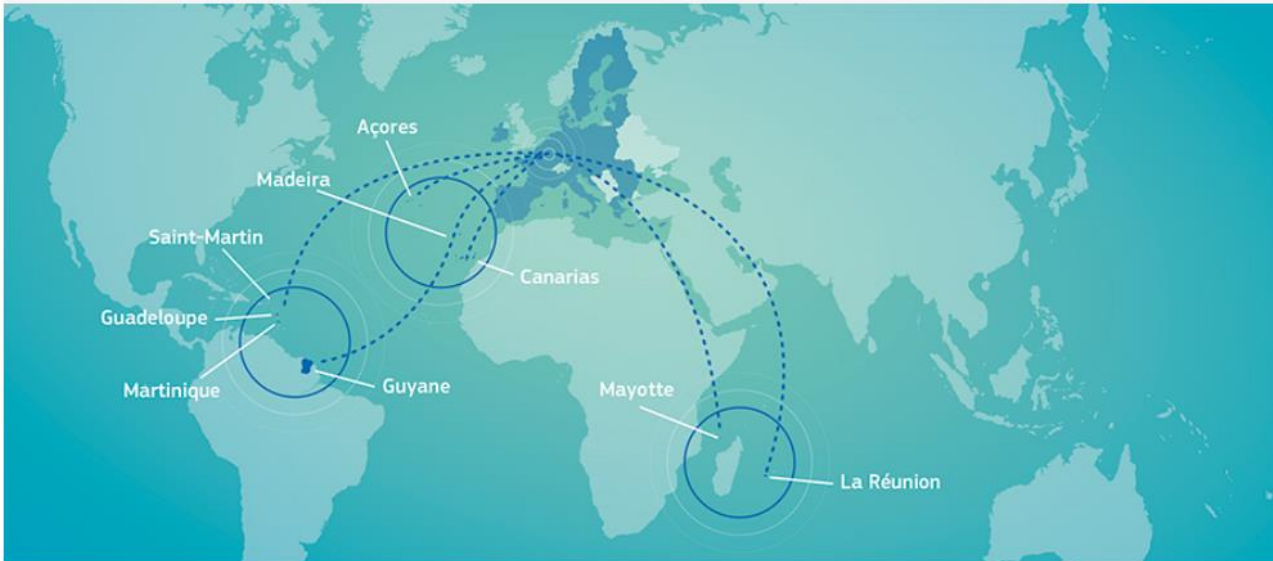 Açores
Madeira
Saint-Martin
Canarias
Guadeloupe
Martinique
Guyane
Mayotte
La Réunion